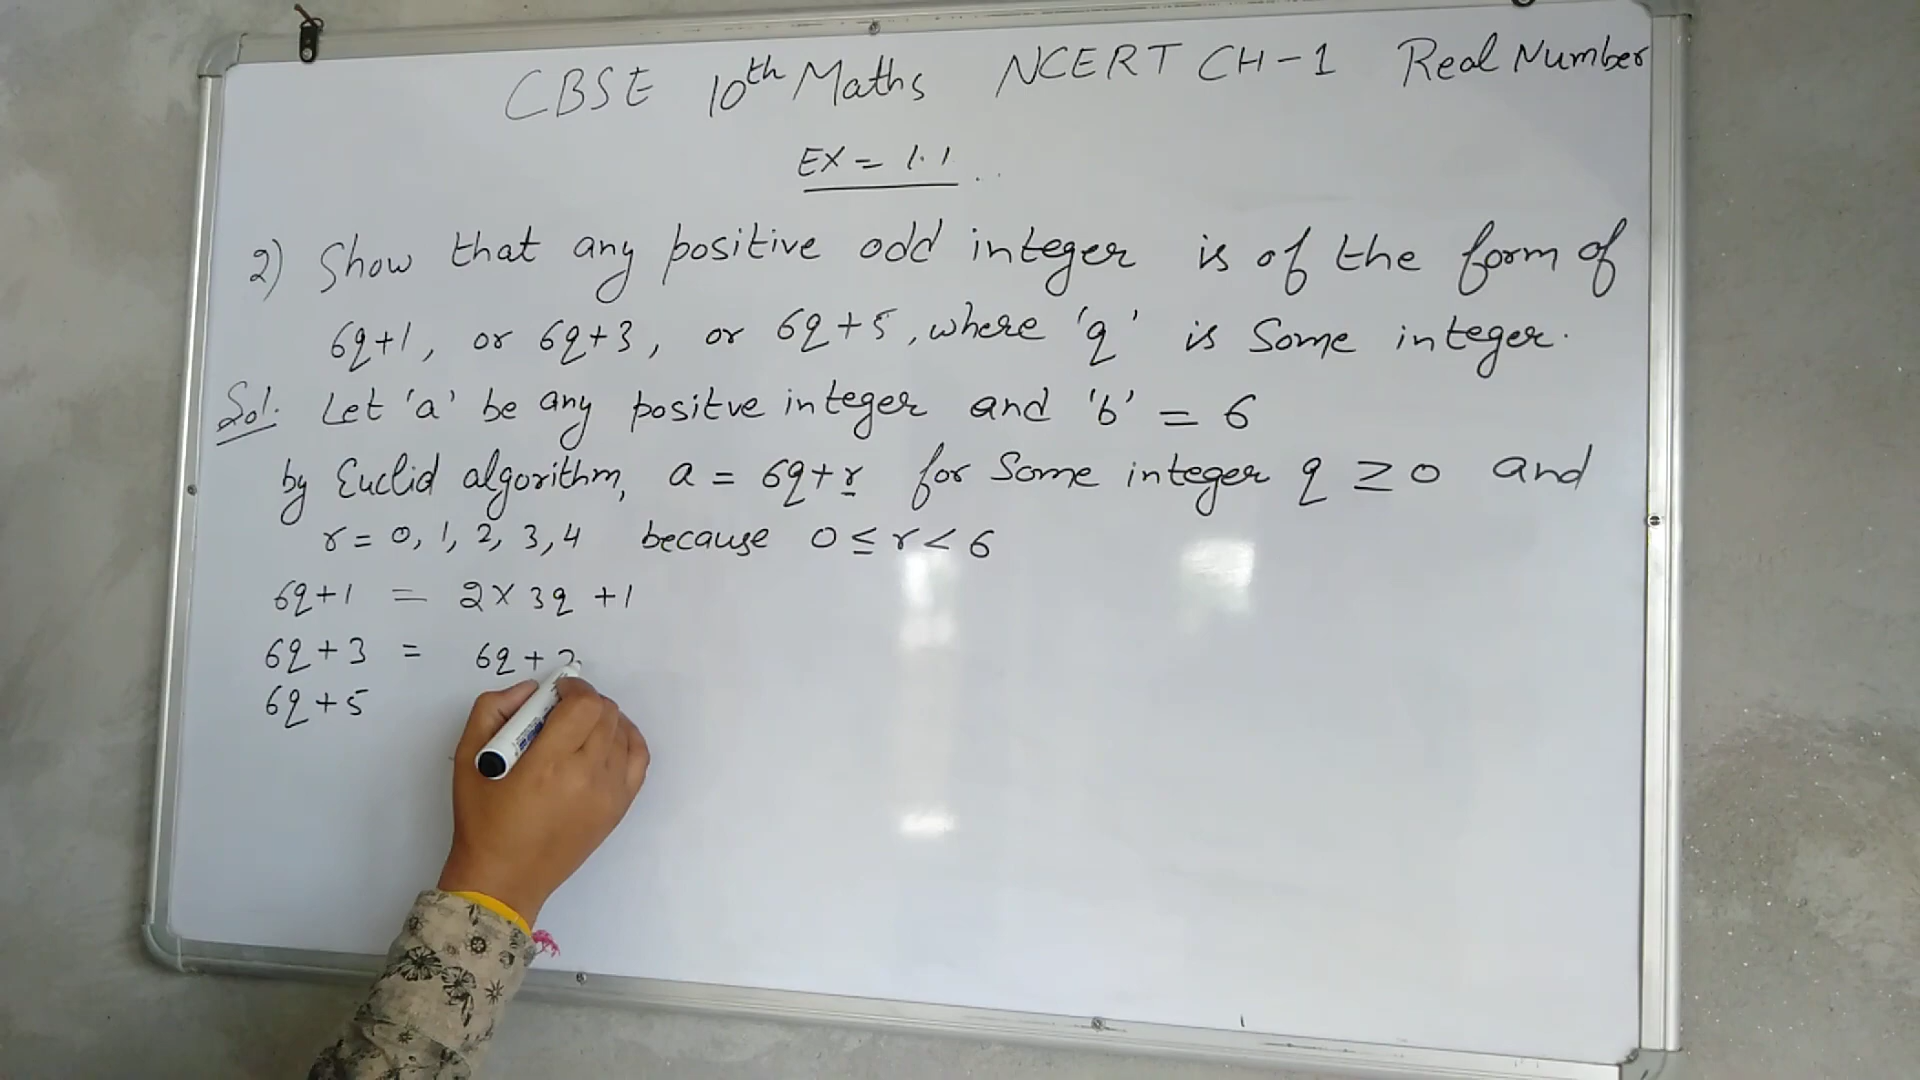 CBSE 10th Maths NCERT CH-1 Real Number
EX = 1.1
2) Show that any positive odd integer is of the form of
6q+1, or 6q+3, or 6q+5, where 'q' is Some integer.
Sol. Let 'a' be any positve integer and 'b' = 6
by Euclid algorithm, a = 6q+r for Some integer q ≥ 0 and
r = 0, 1, 2, 3, 4 because 0 ≤ r < 6
6q+1 = 2×3q +1
6q+3 = 6q+2
6q+5